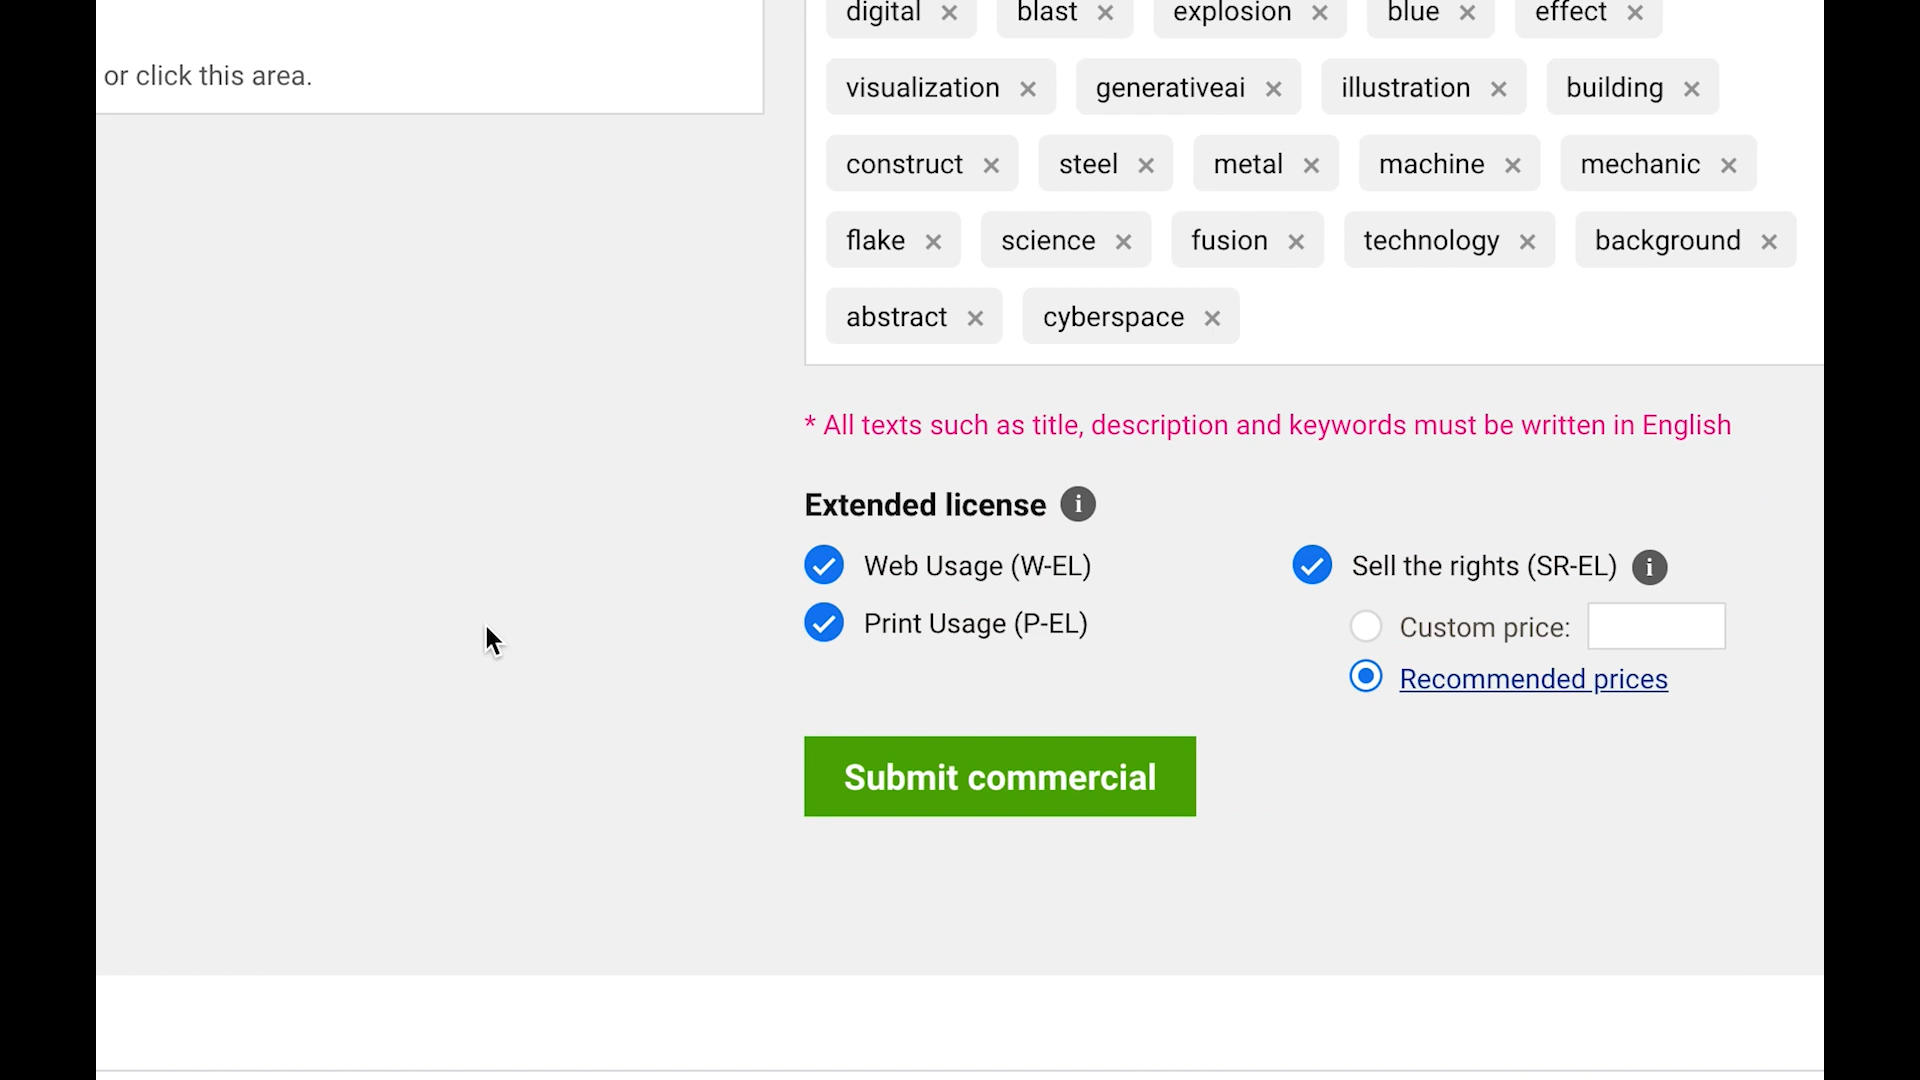 digital × blast × explosion × blue × effect ×
or click this area.
visualization × generativeai × illustration × building ×
construct × steel × metal × machine × mechanic ×
flake × science × fusion × technology × background ×
abstract × cyberspace ×
* All texts such as title, description and keywords must be written in English
Extended license i
Web Usage (W-EL)
Sell the rights (SR-EL) i
Print Usage (P-EL)
Custom price:
Recommended prices
Submit commercial